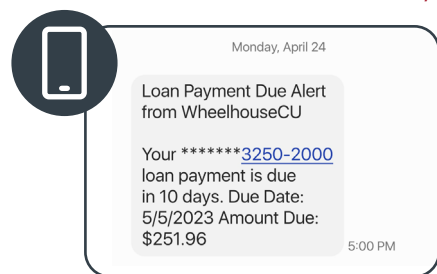 Monday, April 24
Loan Payment Due Alert
from WheelhouseCU
Your *******3250-2000
loan payment is due
in 10 days. Due Date:
5/5/2023 Amount Due:
$251.96
5:00 PM